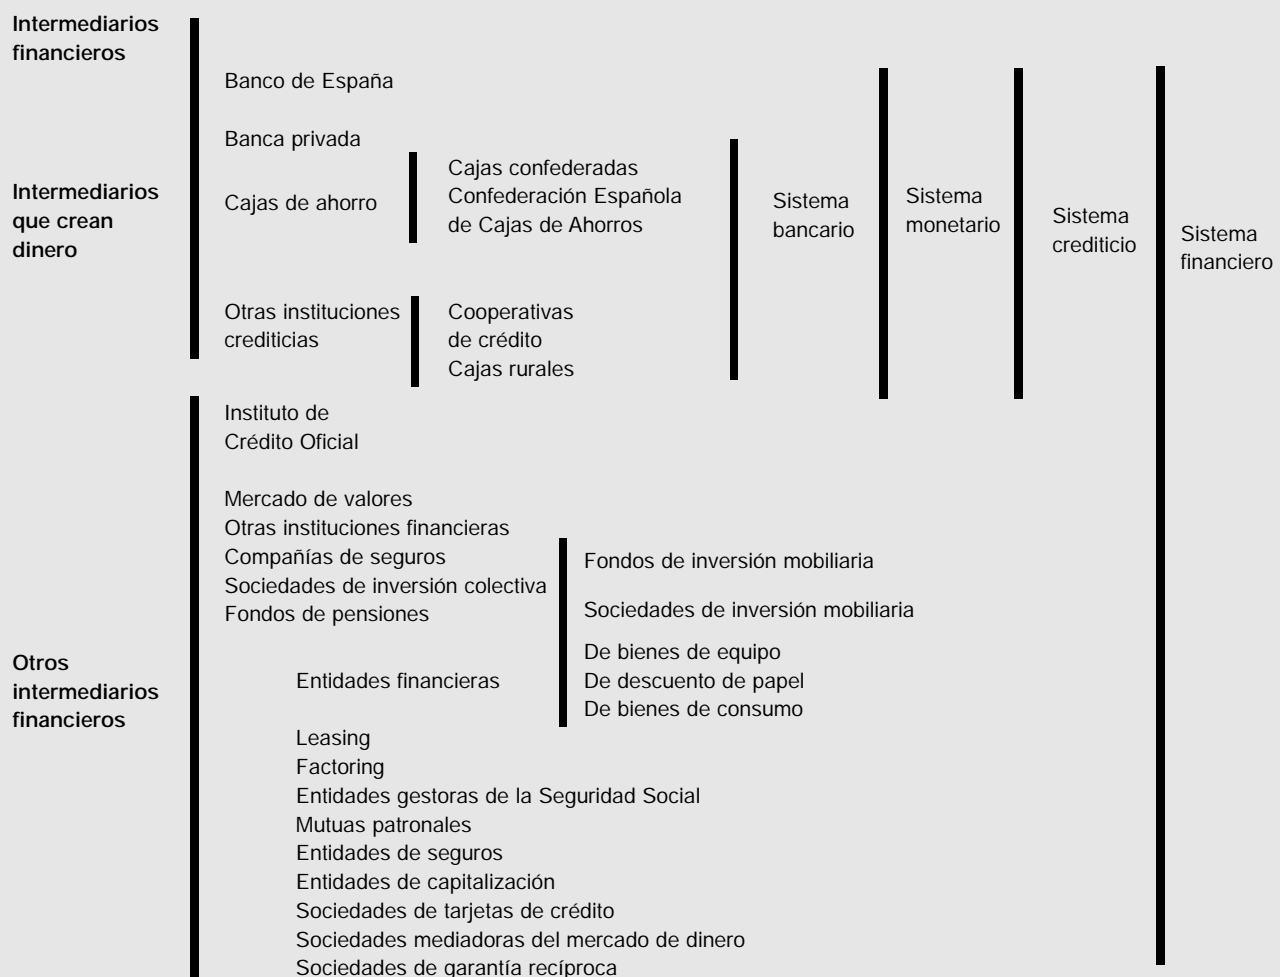 Intermediarios
financieros
Banco de España
Banca privada
Intermediarios
que crean
dinero
Cajas de ahorro
Cajas confederadas
Confederación Española
de Cajas de Ahorros
Otras instituciones
crediticias
Cooperativas
de crédito
Cajas rurales
Sistema
bancario
Sistema
monetario
Sistema
crediticio
Sistema
financiero
Instituto de
Crédito Oficial
Mercado de valores
Otras instituciones financieras
Compañías de seguros
Sociedades de inversión colectiva
Fondos de pensiones
Fondos de inversión mobiliaria
Sociedades de inversión mobiliaria
Otros
intermediarios
financieros
Entidades financieras
De bienes de equipo
De descuento de papel
De bienes de consumo
Leasing
Factoring
Entidades gestoras de la Seguridad Social
Mutuas patronales
Entidades de seguros
Entidades de capitalización
Sociedades de tarjetas de crédito
Sociedades mediadoras del mercado de dinero
Sociedades de garantía recíproca